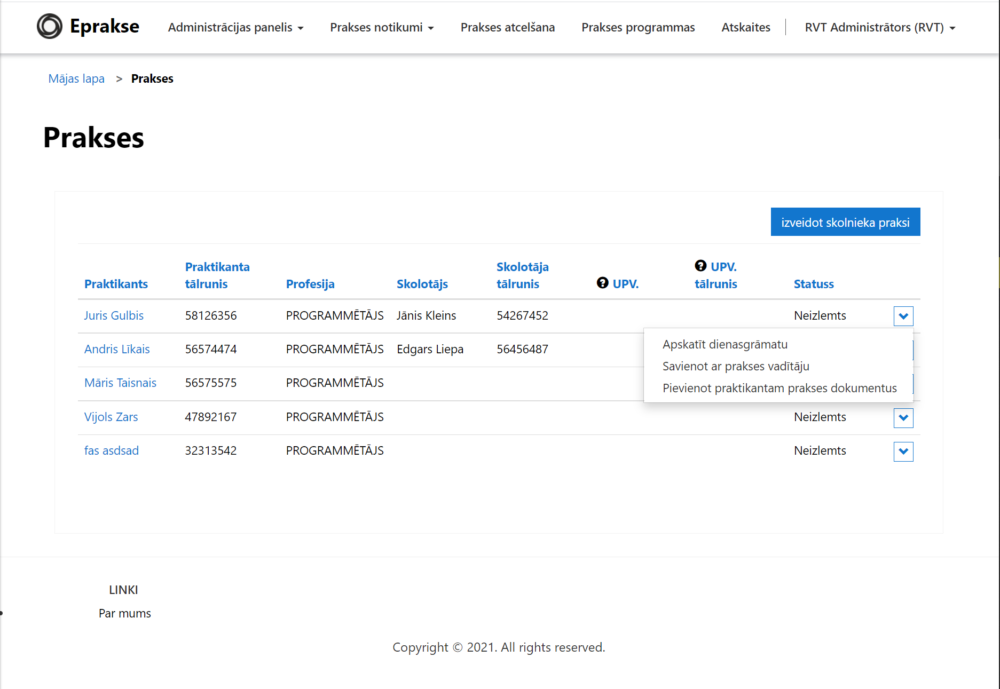 Eprakse Administrācijas panelis Prakses notikumi Prakses atcelšana Prakses programmas Atskaites RVT Administrātors (RVT)
Mājas lapa > Prakses
Prakses
izveidot skolnieka praksi
Praktikants Praktikanta tālrunis Profesija Skolotājs Skolotāja tālrunis ? UPV. ? UPV. tālrunis Statuss
Juris Gulbis 58126356 PROGRAMMĒTĀJS Jānis Kleins 54267452 Neizlemts
Andris Līkais 56574474 PROGRAMMĒTĀJS Edgars Liepa 56456487
Māris Taisnais 56575575 PROGRAMMĒTĀJS
Apskatīt dienasgrāmatu
Savienot ar prakses vadītāju
Pievienot praktikantam prakses dokumentus
Vijols Zars 47892167 PROGRAMMĒTĀJS Neizlemts
fas asdsad 32313542 PROGRAMMĒTĀJS Neizlemts
LINKI
Par mums
Copyright © 2021. All rights reserved.